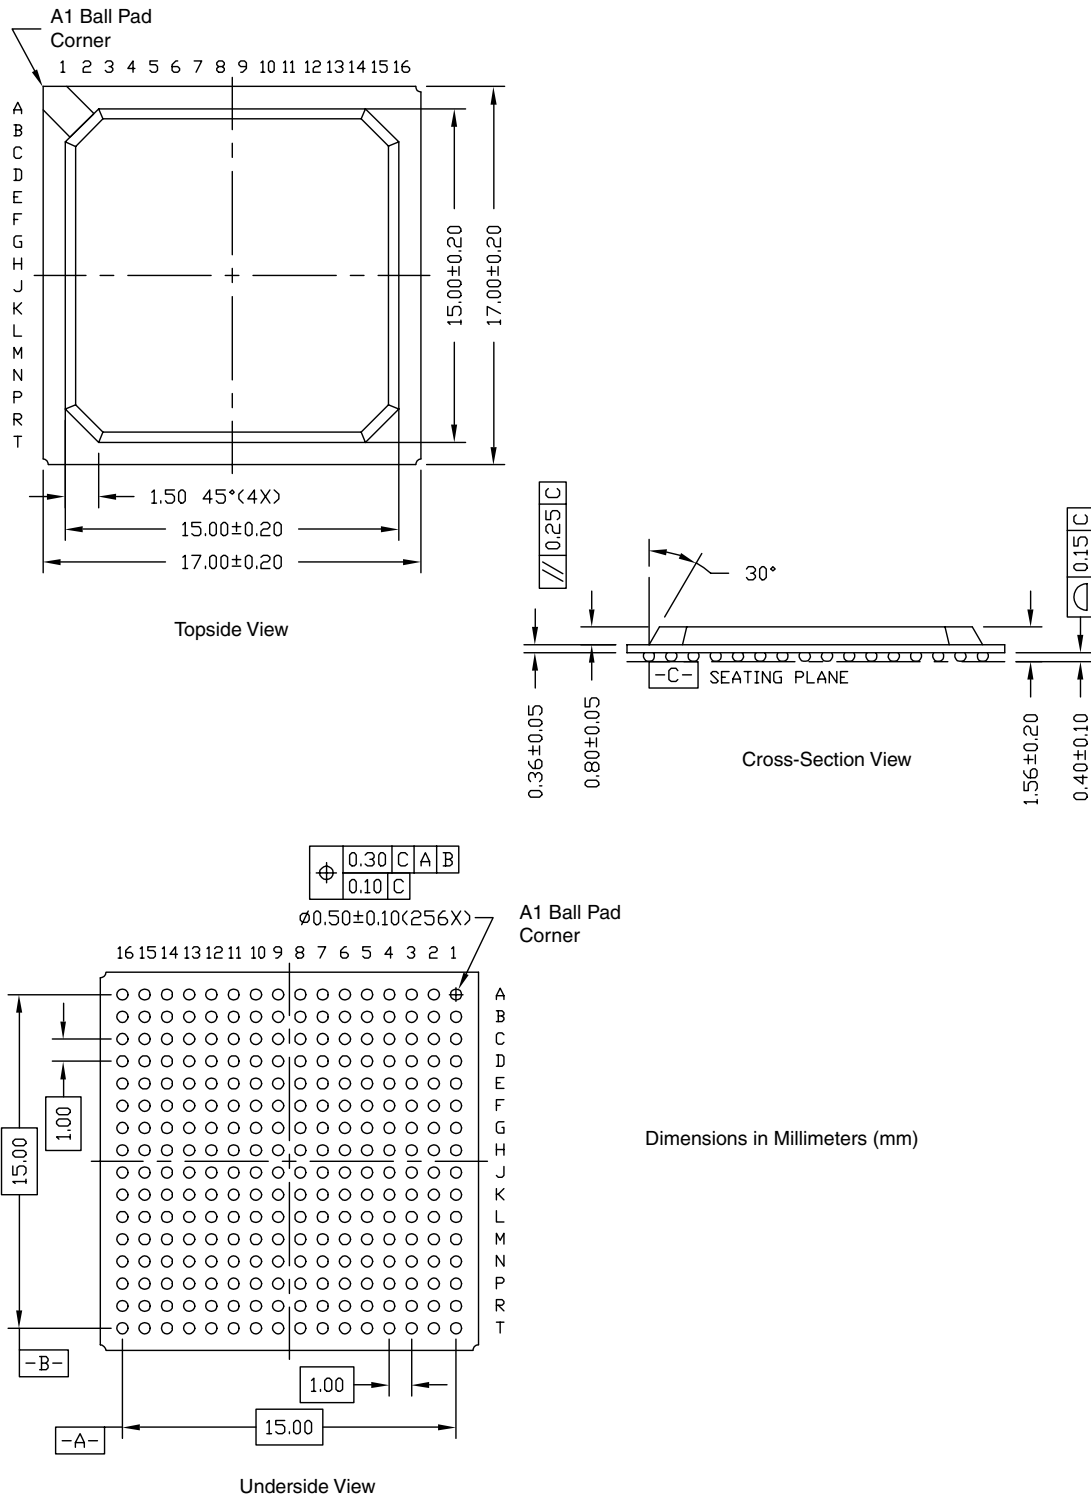 A1 Ball Pad
Corner
1 2 3 4 5 6 7 8 9 10 11 12 13 14 15 16
A
B
C
D
E
F
G
H
J
K
L
M
N
P
R
T
15.00±0.20
17.00±0.20
1.50 45°(4X)
15.00±0.20
17.00±0.20
Topside View
// 0.25 C
30°
0.15 C
-C- SEATING PLANE
0.36±0.05
0.80±0.05
1.56±0.20
0.40±0.10
Cross-Section View
0.30 C A B
0.10 C
⌀0.50±0.10(256X)
A1 Ball Pad
Corner
16 15 14 13 12 11 10 9 8 7 6 5 4 3 2 1
A
B
C
D
E
F
G
H
J
K
L
M
N
P
R
T
1.00
15.00
Dimensions in Millimeters (mm)
-B-
1.00
15.00
-A-
Underside View